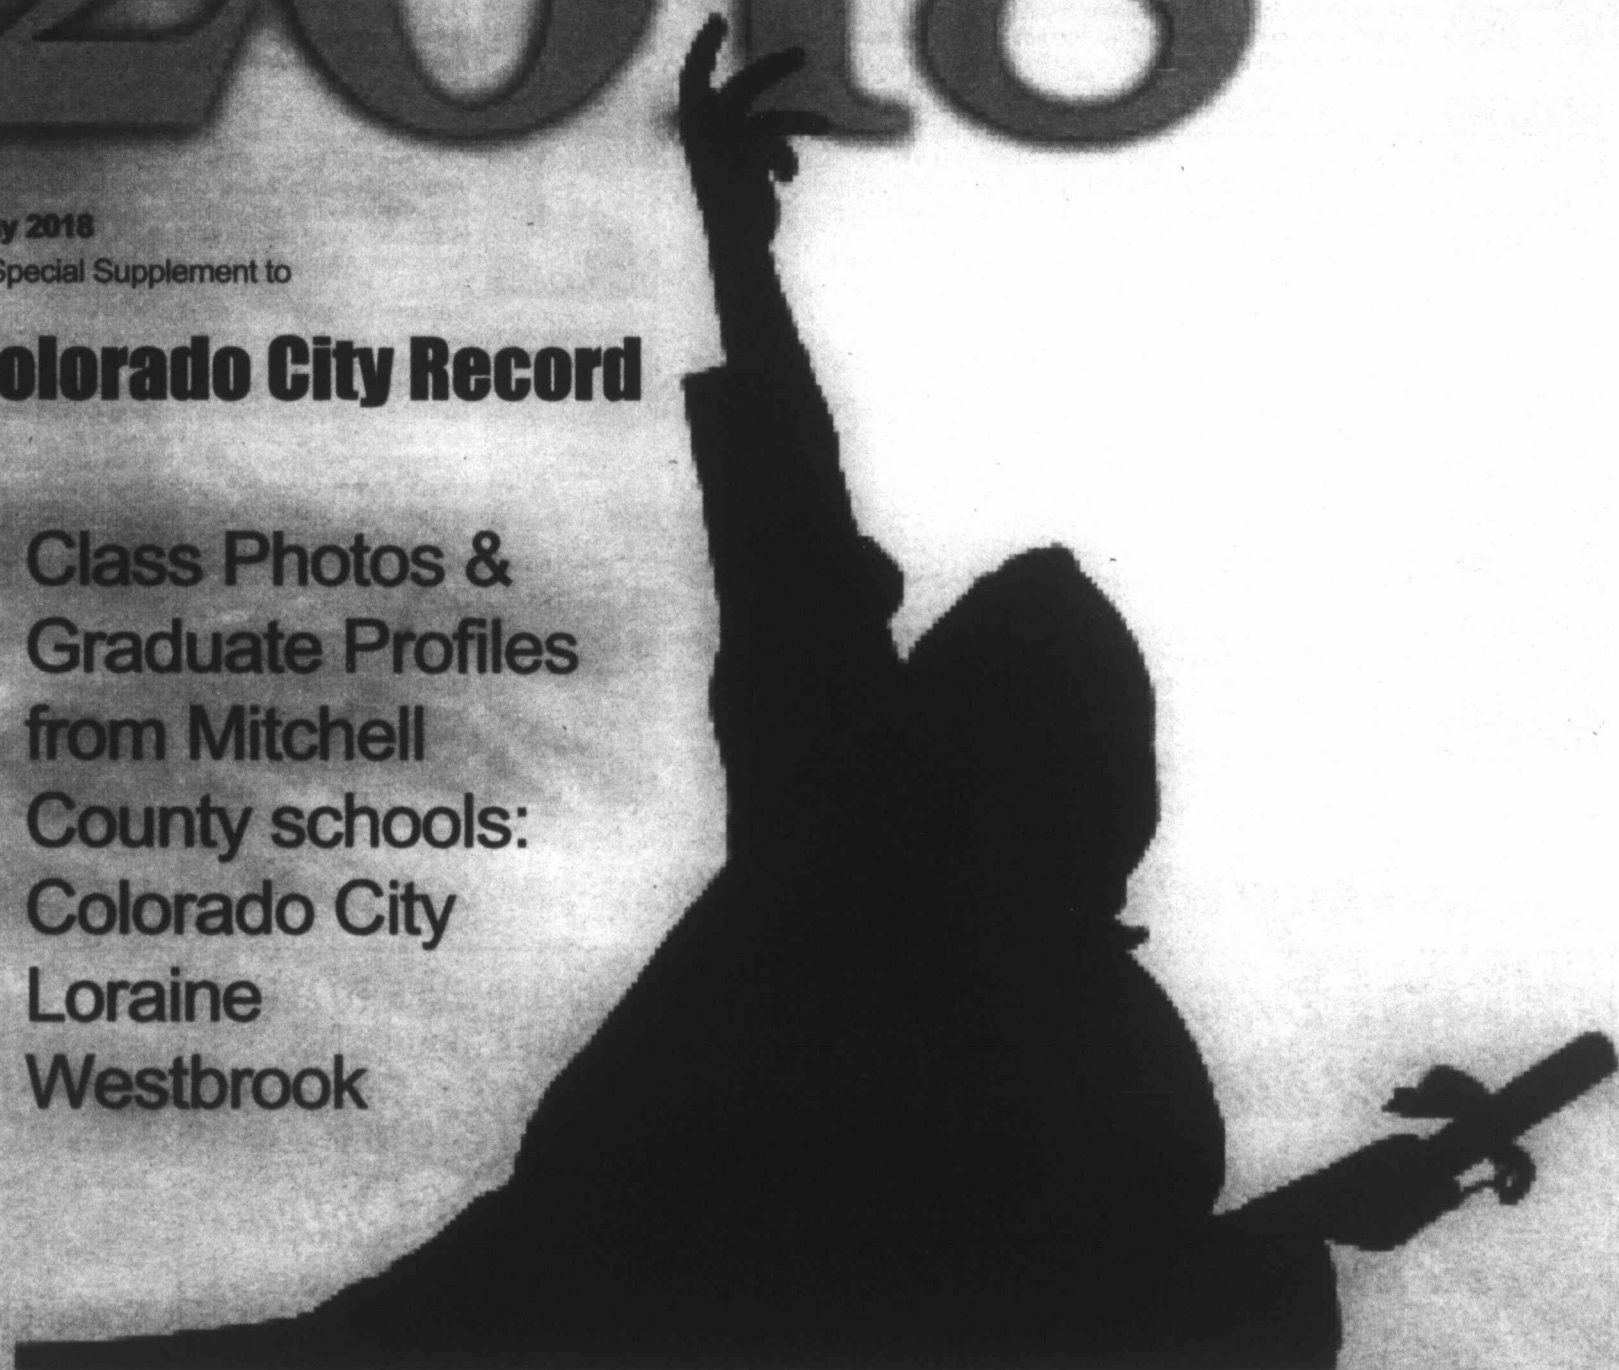 2018
y 2018
Special Supplement to
olorado City Record
Class Photos &
Graduate Profiles
from Mitchell
County schools:
Colorado City
Loraine
Westbrook